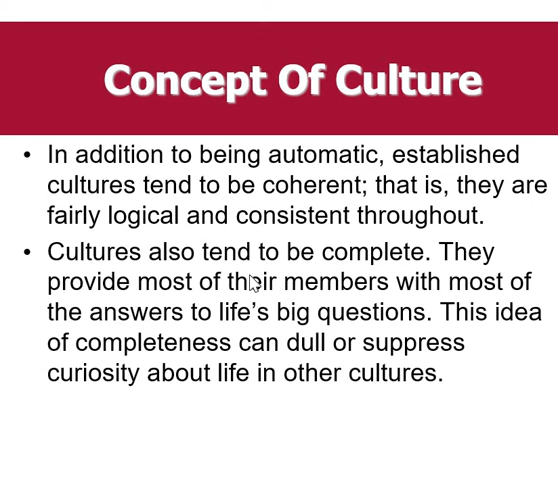 Concept Of Culture
• In addition to being automatic, established
cultures tend to be coherent; that is, they are
fairly logical and consistent throughout.
• Cultures also tend to be complete. They
provide most of their members with most of
the answers to life’s big questions. This idea
of completeness can dull or suppress
curiosity about life in other cultures.